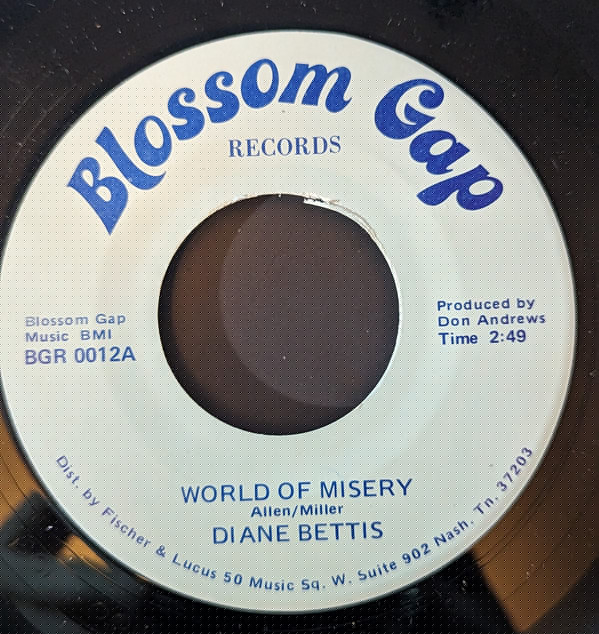 Blossom Gap
RECORDS
Blossom Gap
Music BMI
BGR 0012A
Produced by
Don Andrews
Time 2:49
WORLD OF MISERY
Allen/Miller
DIANE BETTIS
Dist. by Fischer & Lucus 50 Music Sq. W. Suite 902 Nash. Tn. 37203